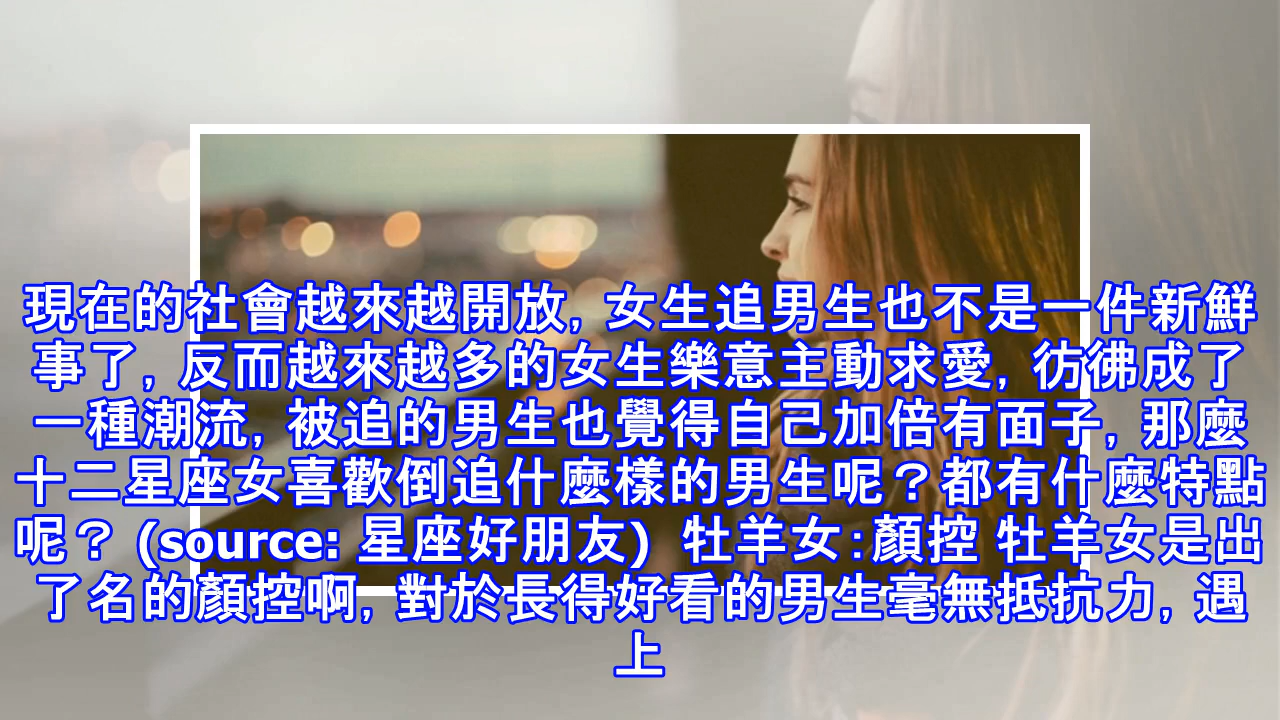 現在的社會越來越開放, 女生追男生也不是一件新鮮
事了, 反而越來越多的女生樂意主動求愛, 彷彿成了
一種潮流, 被追的男生也覺得自己加倍有面子, 那麼
十二星座女喜歡倒追什麼樣的男生呢？都有什麼特點
呢？ (source: 星座好朋友)  牡羊女:顏控 牡羊女是出
了名的顏控啊, 對於長得好看的男生毫無抵抗力, 遇
上